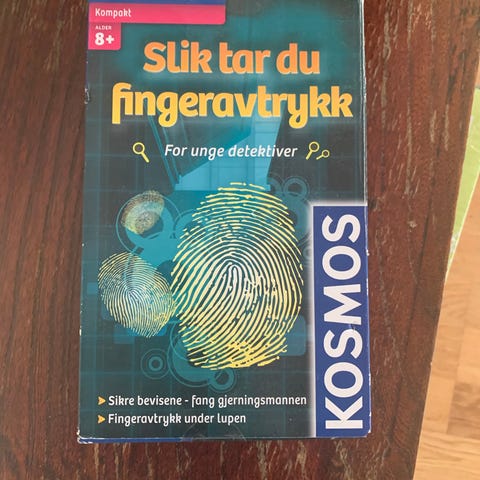 Kompakt
ALDER
8+
Slik tar du
fingeravtrykk
For unge detektiver
KOSMOS
➤ Sikre bevisene - fang gjerningsmannen
➤ Fingeravtrykk under lupen